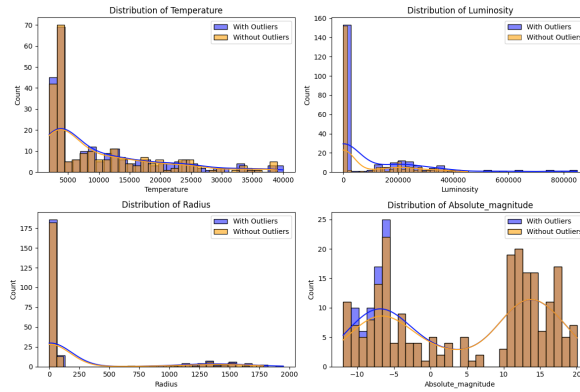 Distribution of Temperature
Count
70
60
50
40
30
20
10
0
With Outliers
Without Outliers
5000 10000 15000 20000 25000 30000 35000 40000
Temperature
Distribution of Luminosity
Count
160
140
120
100
80
60
40
20
0
With Outliers
Without Outliers
0 200000 400000 600000 800000
Luminosity
Distribution of Radius
Count
175
150
125
100
75
50
25
0
With Outliers
Without Outliers
0 250 500 750 1000 1250 1500 1750 2000
Radius
Distribution of Absolute_magnitude
Count
25
20
15
10
5
0
With Outliers
Without Outliers
−10 −5 0 5 10 15 20
Absolute_magnitude